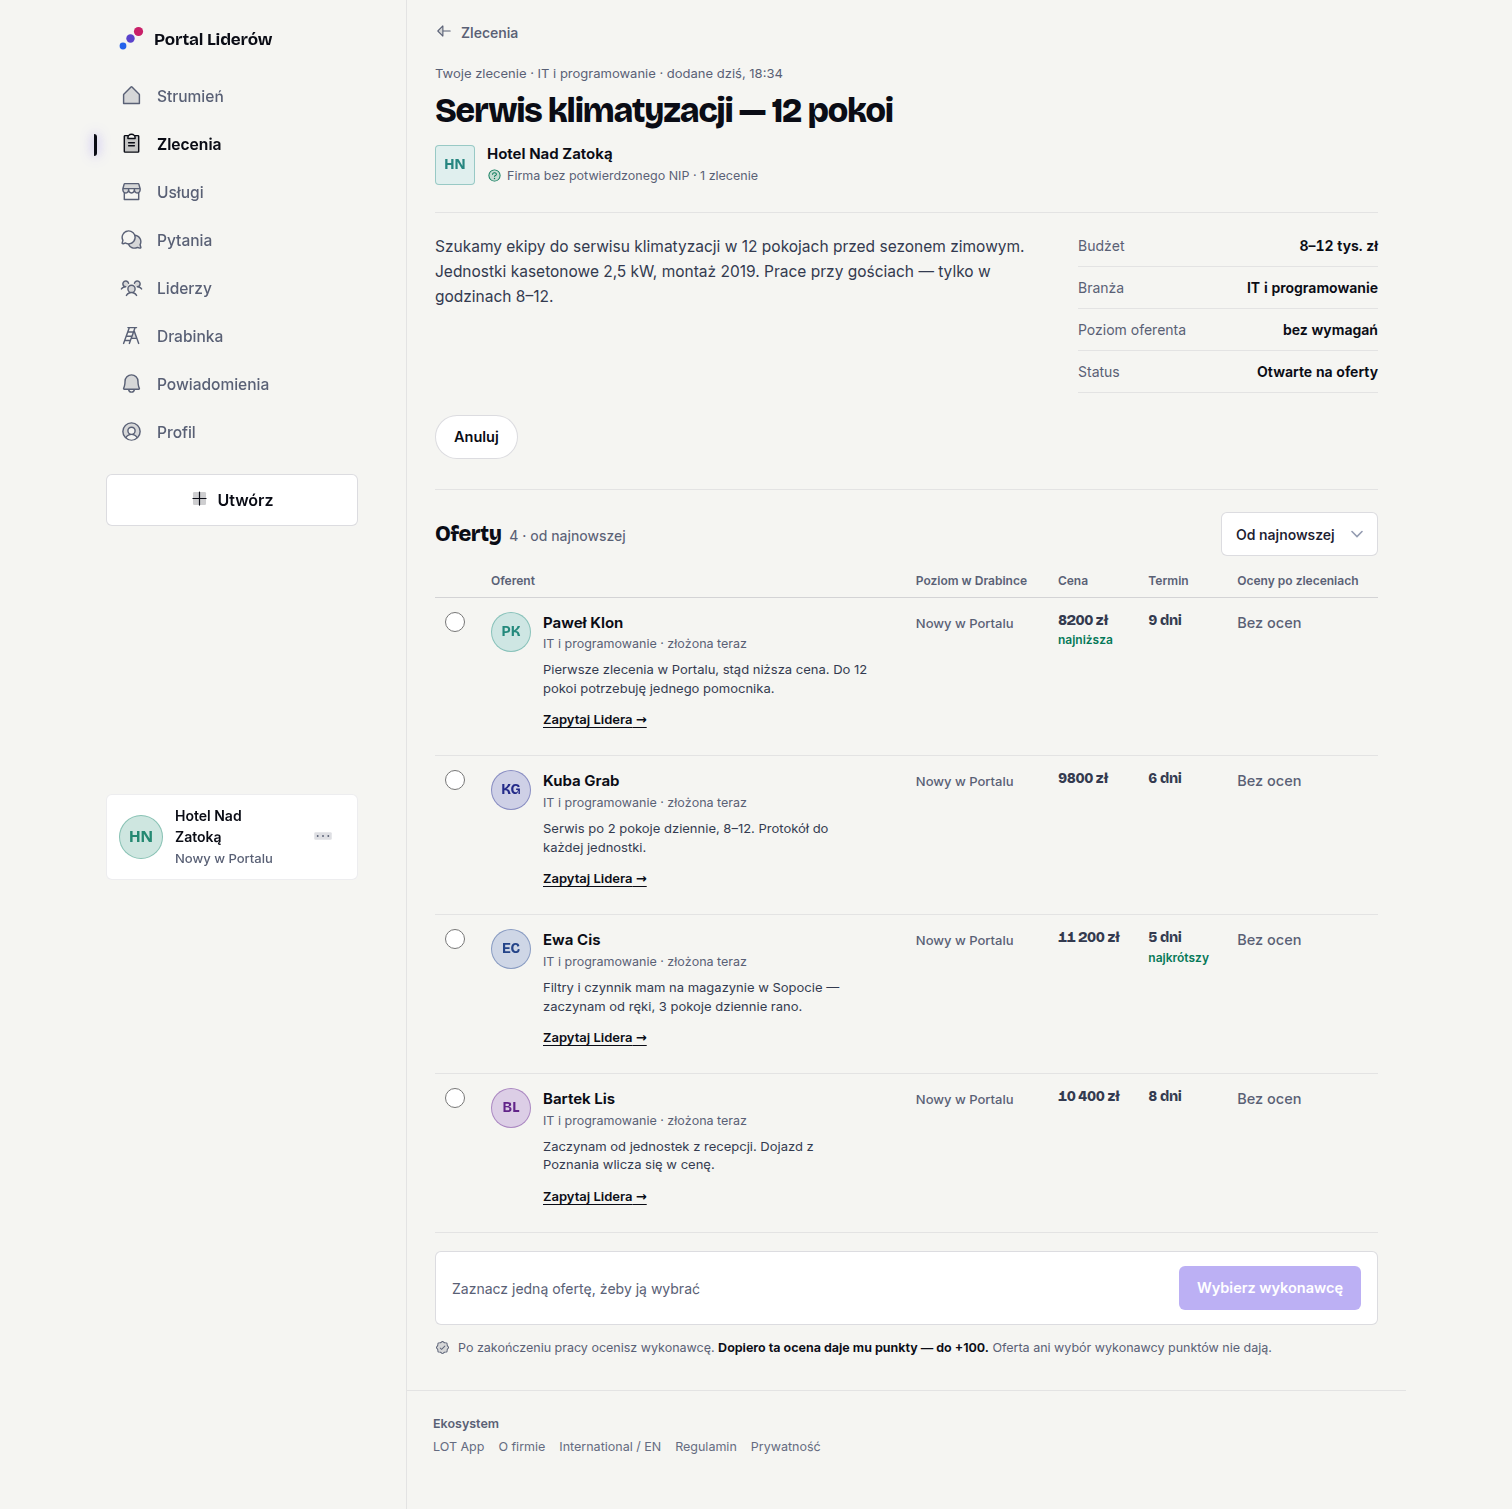 Portal Liderów
Strumień
Zlecenia
Usługi
Pytania
Liderzy
Drabinka
Powiadomienia
Profil
Utwórz
HN
Hotel Nad
Zatoką
Nowy w Portalu
Zlecenia
Twoje zlecenie · IT i programowanie · dodane dziś, 18:34
Serwis klimatyzacji — 12 pokoi
HN
Hotel Nad Zatoką
Firma bez potwierdzonego NIP · 1 zlecenie
Szukamy ekipy do serwisu klimatyzacji w 12 pokojach przed sezonem zimowym.
Jednostki kasetonowe 2,5 kW, montaż 2019. Prace przy gościach — tylko w
godzinach 8–12.
Budżet 8–12 tys. zł
Branża IT i programowanie
Poziom oferenta bez wymagań
Status Otwarte na oferty
Anuluj
Oferty 4 · od najnowszej
Od najnowszej
Oferent Poziom w Drabince Cena Termin Oceny po zleceniach
PK Paweł Klon Nowy w Portalu 8200 zł 9 dni Bez ocen
najniższa
IT i programowanie · złożona teraz
Pierwsze zlecenia w Portalu, stąd niższa cena. Do 12
pokoi potrzebuję jednego pomocnika.
Zapytaj Lidera →
KG Kuba Grab Nowy w Portalu 9800 zł 6 dni Bez ocen
IT i programowanie · złożona teraz
Serwis po 2 pokoje dziennie, 8–12. Protokół do
każdej jednostki.
Zapytaj Lidera →
EC Ewa Cis Nowy w Portalu 11 200 zł 5 dni Bez ocen
najkrótszy
IT i programowanie · złożona teraz
Filtry i czynnik mam na magazynie w Sopocie —
zaczynam od ręki, 3 pokoje dziennie rano.
Zapytaj Lidera →
BL Bartek Lis Nowy w Portalu 10 400 zł 8 dni Bez ocen
IT i programowanie · złożona teraz
Zaczynam od jednostek z recepcji. Dojazd z
Poznania wlicza się w cenę.
Zapytaj Lidera →
Zaznacz jedną ofertę, żeby ją wybrać
Wybierz wykonawcę
Po zakończeniu pracy ocenisz wykonawcę. Dopiero ta ocena daje mu punkty — do +100. Oferta ani wybór wykonawcy punktów nie dają.
Ekosystem
LOT App O firmie International / EN Regulamin Prywatność